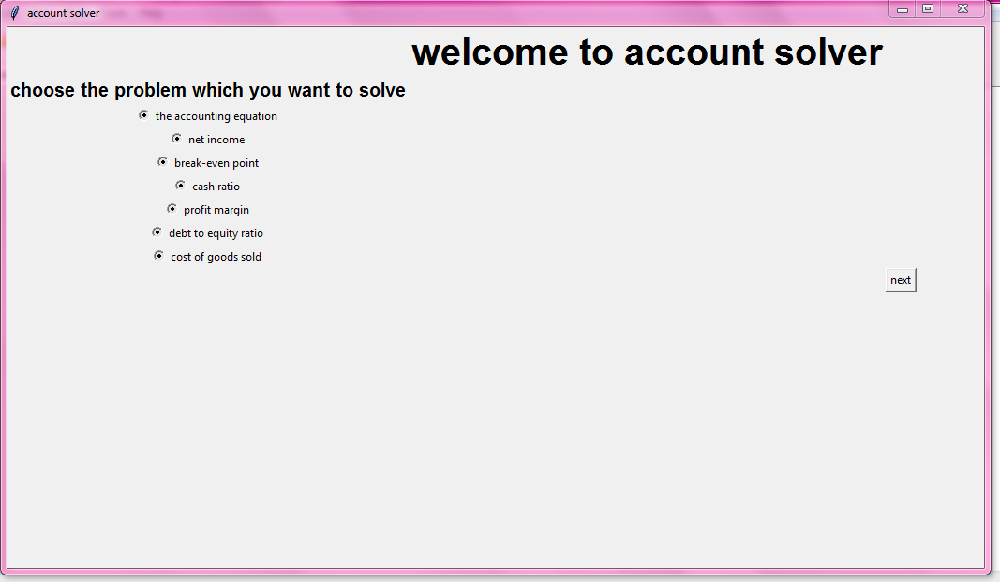 account solver
welcome to account solver
choose the problem which you want to solve
the accounting equation
net income
break-even point
cash ratio
profit margin
debt to equity ratio
cost of goods sold
next